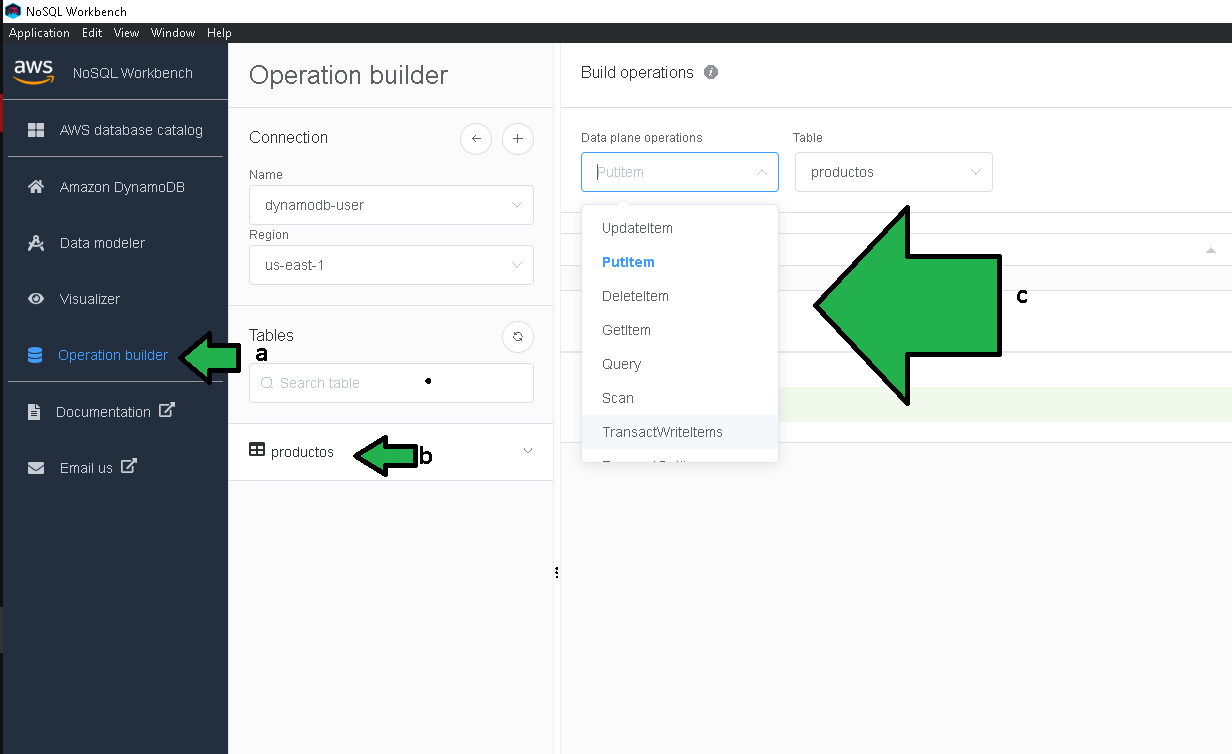 NoSQL Workbench
Application Edit View Window Help
aws NoSQL Workbench
AWS database catalog
Amazon DynamoDB
Data modeler
Visualizer
Operation builder
a
Documentation
Email us
Operation builder
Connection
Name
dynamodb-user
Region
us-east-1
Tables
Search table
productos
b
Build operations
Data plane operations
PutItem
Table
productos
UpdateItem
PutItem
DeleteItem
GetItem
Query
Scan
TransactWriteItems
c